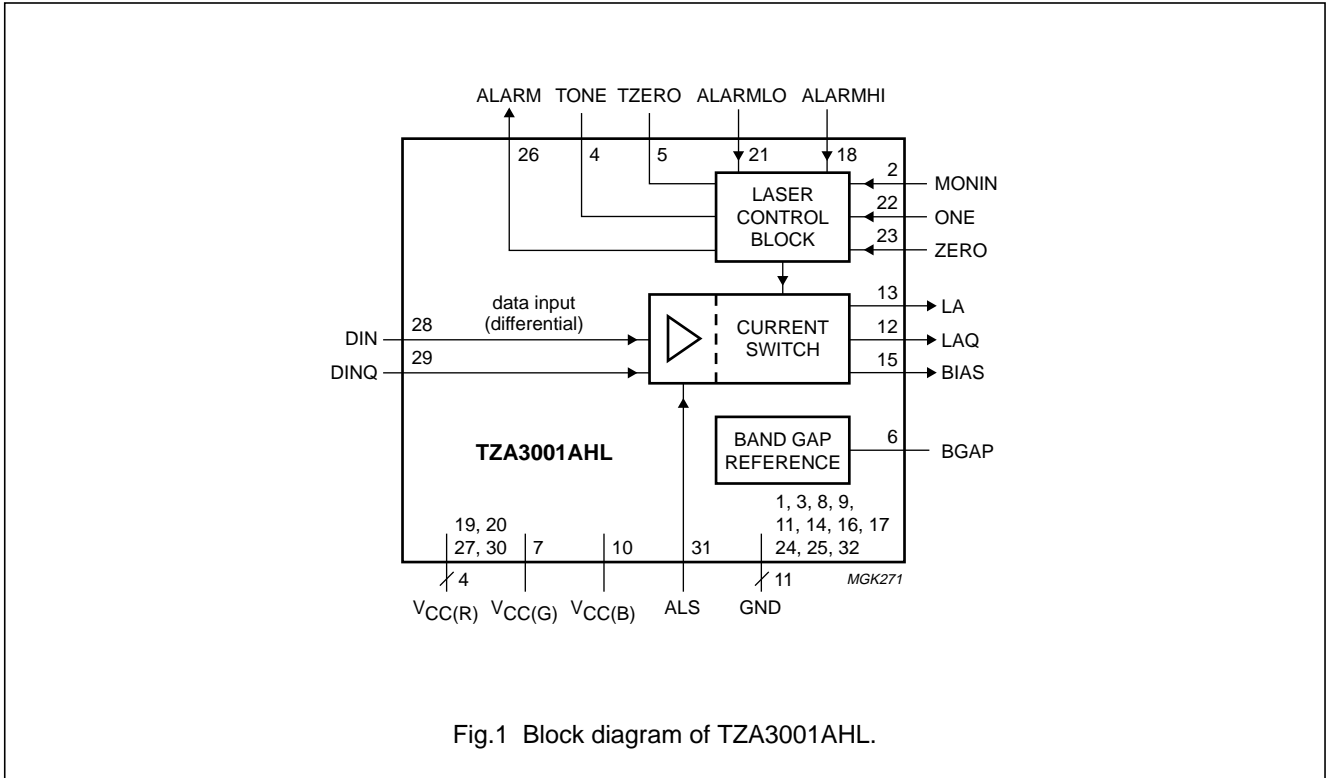 ALARM TONE TZERO ALARMLO ALARMHI
26 4 5 21 18
2
MONIN
LASER
CONTROL
BLOCK
22
ONE
23
ZERO
data input
(differential)
DIN
28
DINQ
29
CURRENT
SWITCH
13
LA
12
LAQ
15
BIAS
TZA3001AHL
BAND GAP
REFERENCE
6
BGAP
19, 20
27, 30
7
10
31
1, 3, 8, 9,
11, 14, 16, 17
24, 25, 32
4
11
MGK271
VCC(R) VCC(G) VCC(B) ALS GND
Fig.1 Block diagram of TZA3001AHL.